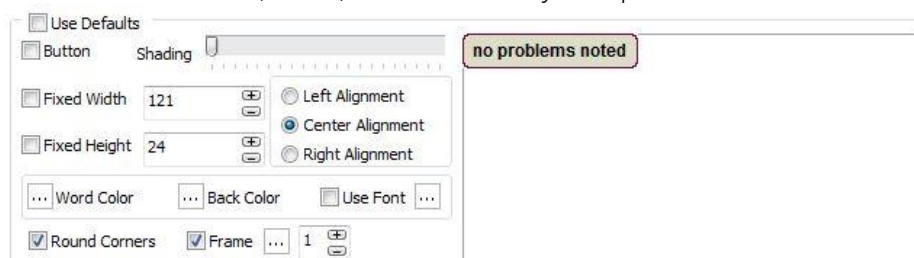 Use Defaults
Button Shading
no problems noted
Fixed Width 121
Left Alignment
Center Alignment
Fixed Height 24
Right Alignment
... Word Color ... Back Color Use Font ...
Round Corners Frame ... 1